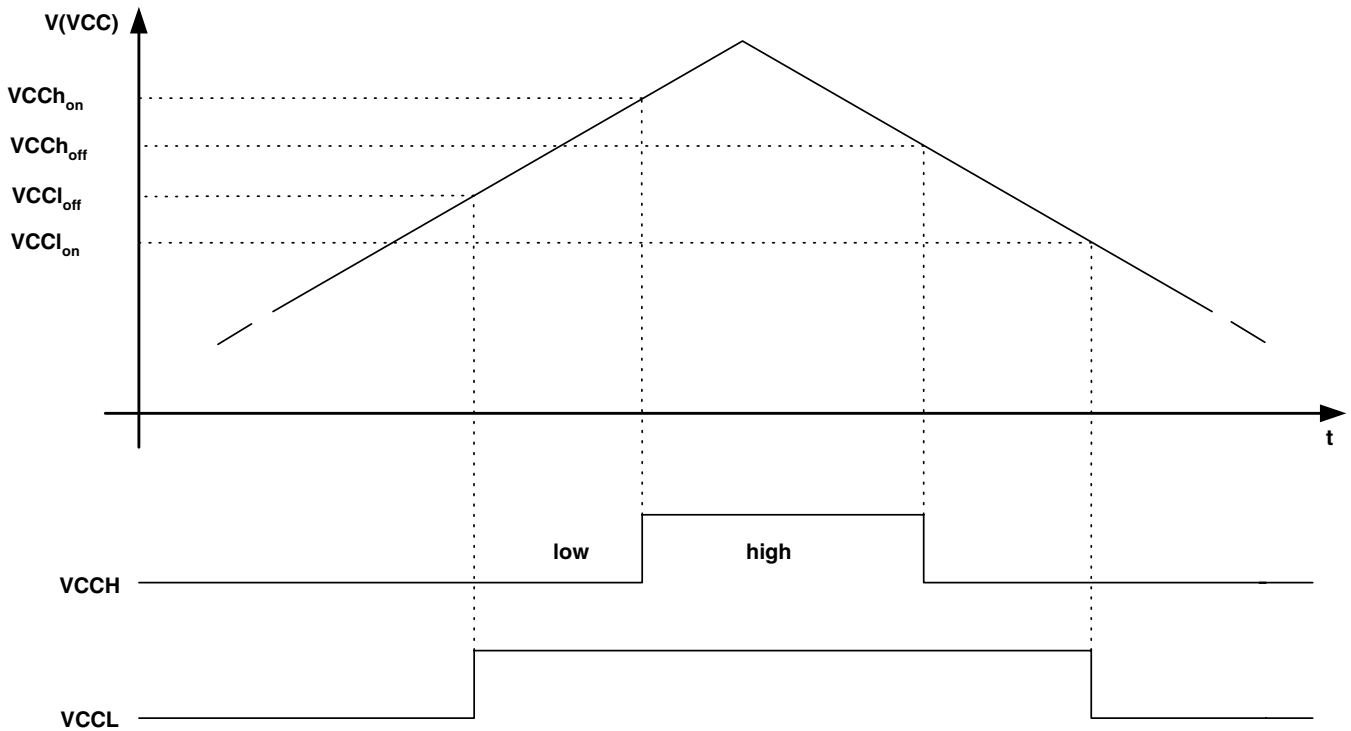 V(VCC)
VCCh_on
VCCh_off
VCCl_off
VCCl_on
t
low high
VCCH
VCCL